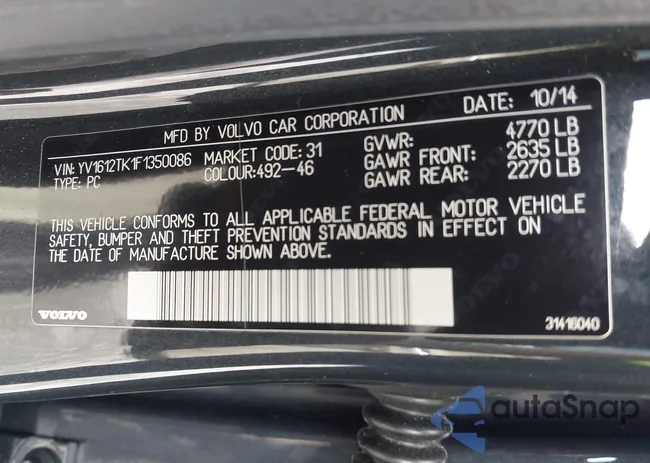 MFD BY VOLVO CAR CORPORATION DATE: 10/14
VIN: YV1612TK1F1350086 MARKET CODE: 31 GVWR: 4770 LB
TYPE: PC COLOUR:492-46 GAWR FRONT: 2635 LB
GAWR REAR: 2270 LB
THIS VEHICLE CONFORMS TO ALL APPLICABLE FEDERAL MOTOR VEHICLE
SAFETY, BUMPER AND THEFT PREVENTION STANDARDS IN EFFECT ON
THE DATE OF MANUFACTURE SHOWN ABOVE.
VOLVO 31416040
autoSnap